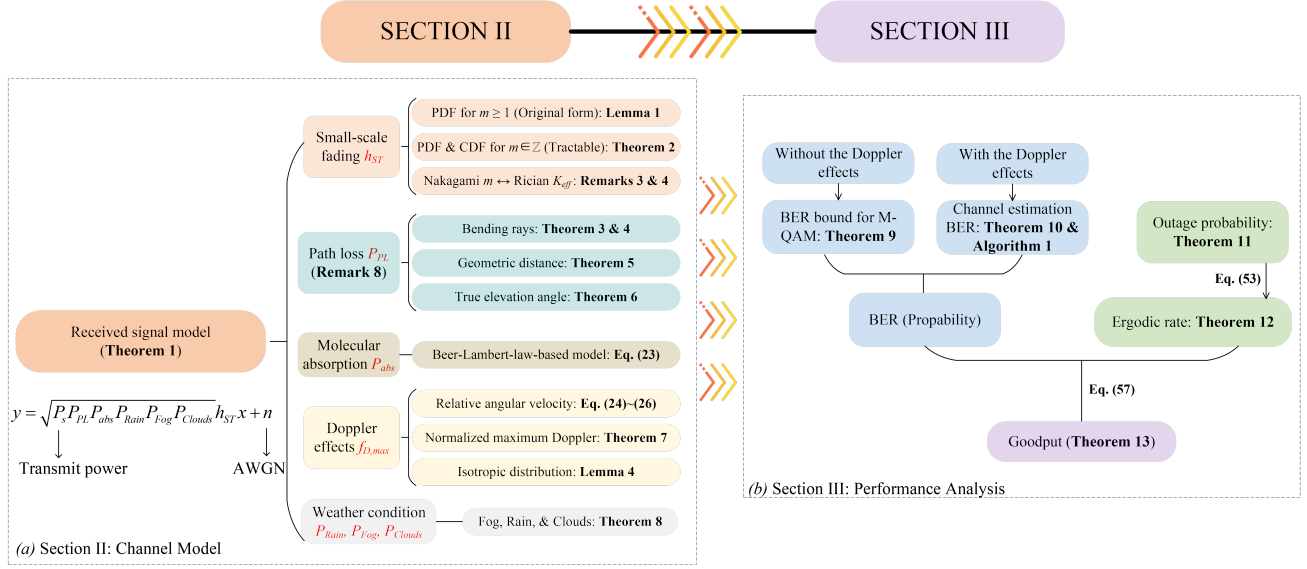 SECTION II
SECTION III
Received signal model
(Theorem 1)
y = √P_s P_PL P_abs P_Rain P_Fog P_Clouds h_ST x + n
Transmit power
AWGN
Small-scale
fading h_ST
PDF for m ≥ 1 (Original form): Lemma 1
PDF & CDF for m ∈ ℤ (Tractable): Theorem 2
Nakagami m ↔ Rician K_eff: Remarks 3 & 4
Path loss P_PL
(Remark 8)
Bending rays: Theorem 3 & 4
Geometric distance: Theorem 5
True elevation angle: Theorem 6
Molecular
absorption P_abs
Beer-Lambert-law-based model: Eq. (23)
Doppler
effects f_D,max
Relative angular velocity: Eq. (24)~(26)
Normalized maximum Doppler: Theorem 7
Isotropic distribution: Lemma 4
Weather condition
P_Rain, P_Fog, P_Clouds
Fog, Rain, & Clouds: Theorem 8
(a) Section II: Channel Model
Without the Doppler
effects
With the Doppler
effects
BER bound for M-
QAM: Theorem 9
Channel estimation
BER: Theorem 10 &
Algorithm 1
Outage probability:
Theorem 11
Eq. (53)
BER (Propability)
Ergodic rate: Theorem 12
Eq. (57)
Goodput (Theorem 13)
(b) Section III: Performance Analysis